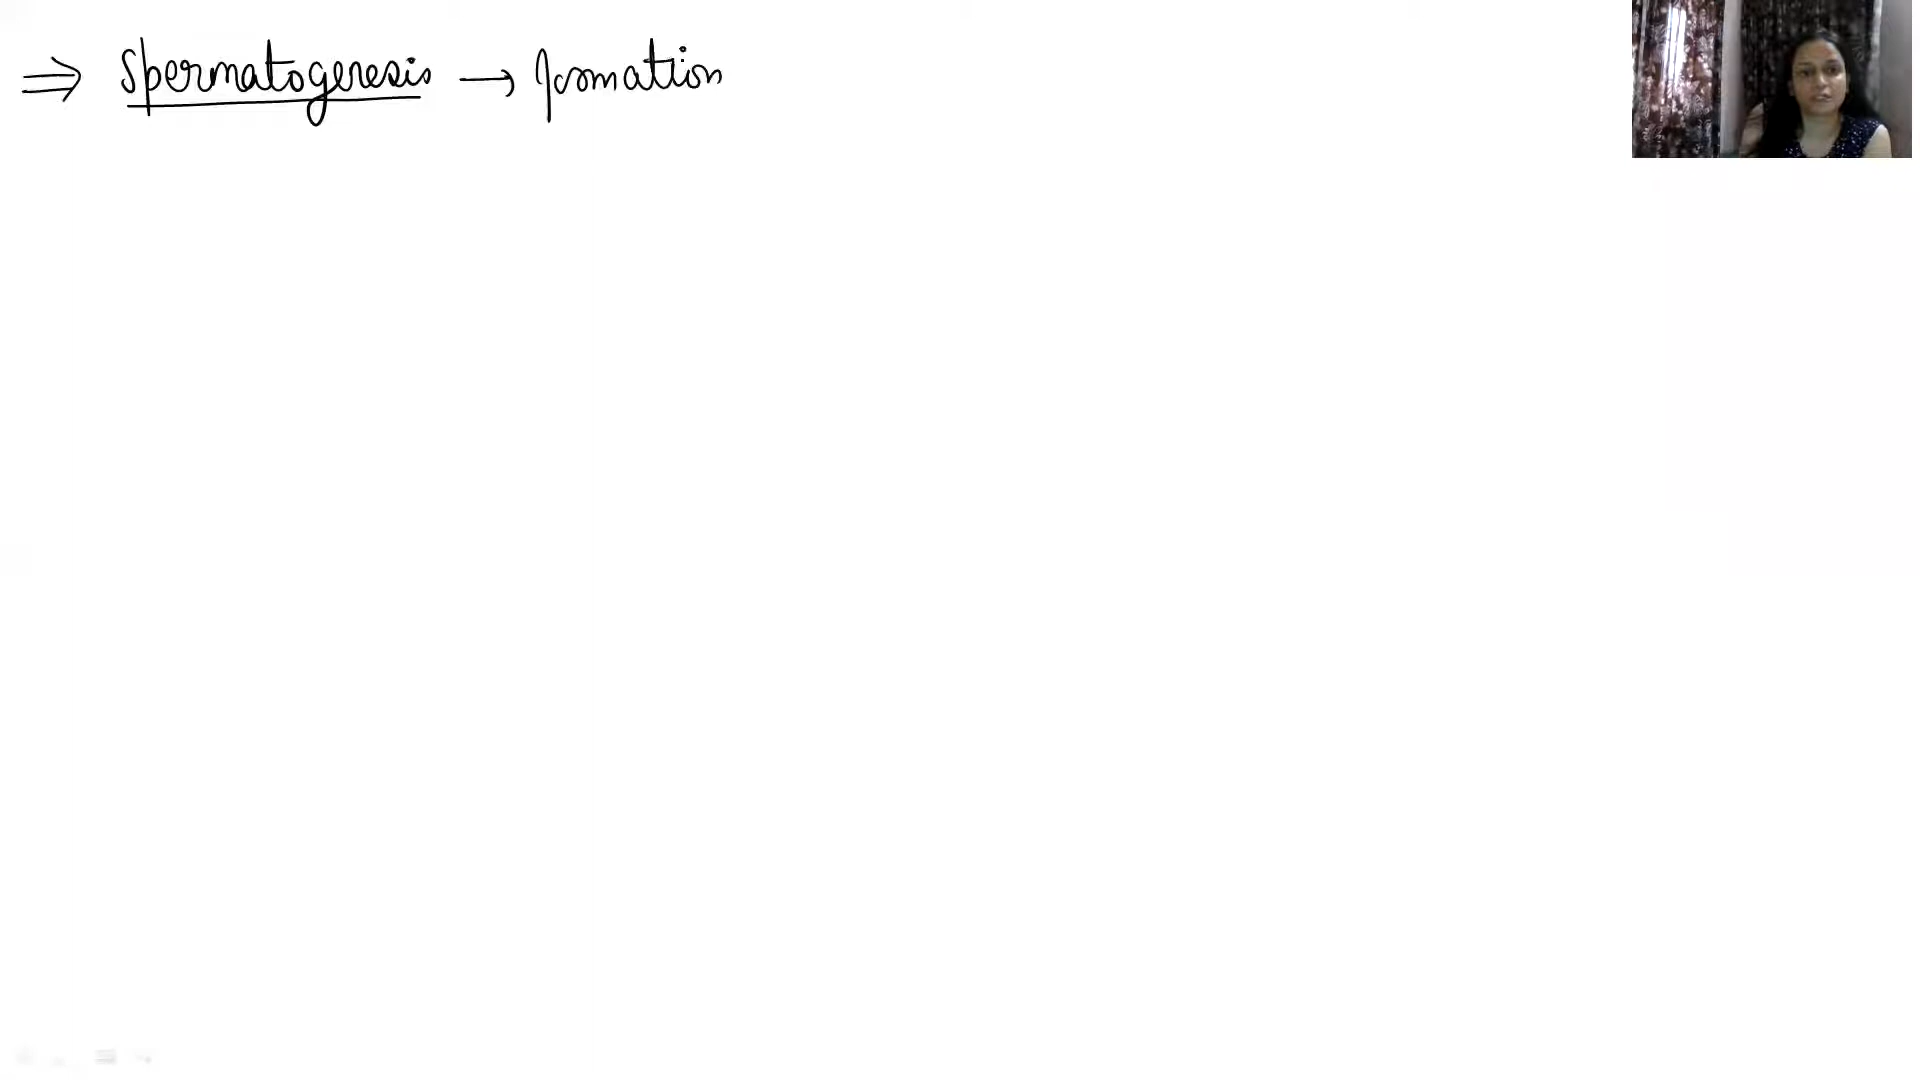 ⇒ Spermatogenesis → formation